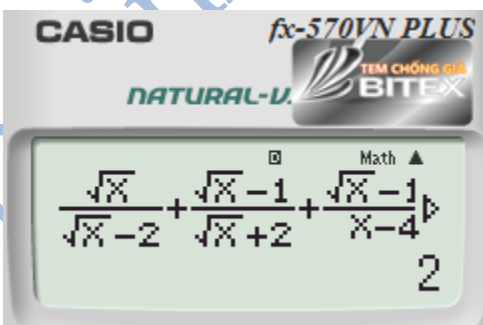 CASIO fx-570VN PLUS
TEM CHỐNG GIẢ
NATURAL-V. BITEX
D Math ▲
√X/(√X-2)+(√X-1)/(√X+2)+(√X-1)/(X-4)▷
2